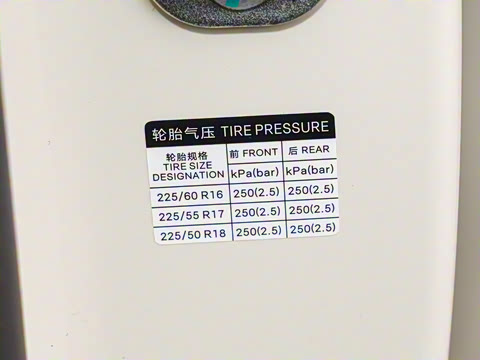 轮胎气压 TIRE PRESSURE
轮胎规格 TIRE SIZE DESIGNATION 前 FRONT 后 REAR
kPa(bar) kPa(bar)
225/60 R16 250(2.5) 250(2.5)
225/55 R17 250(2.5) 250(2.5)
225/50 R18 250(2.5) 250(2.5)